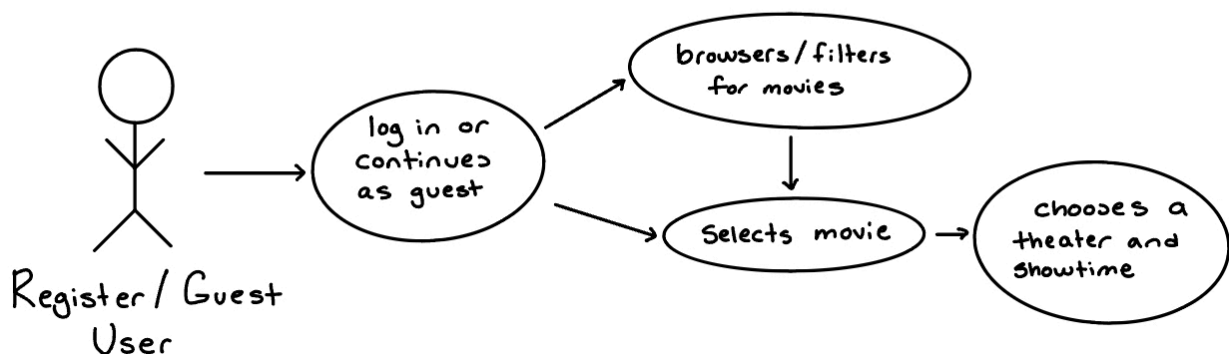 Register/Guest
User
log in or
continues
as guest
browsers/filters
for movies
Selects movie
chooses a
theater and
showtime